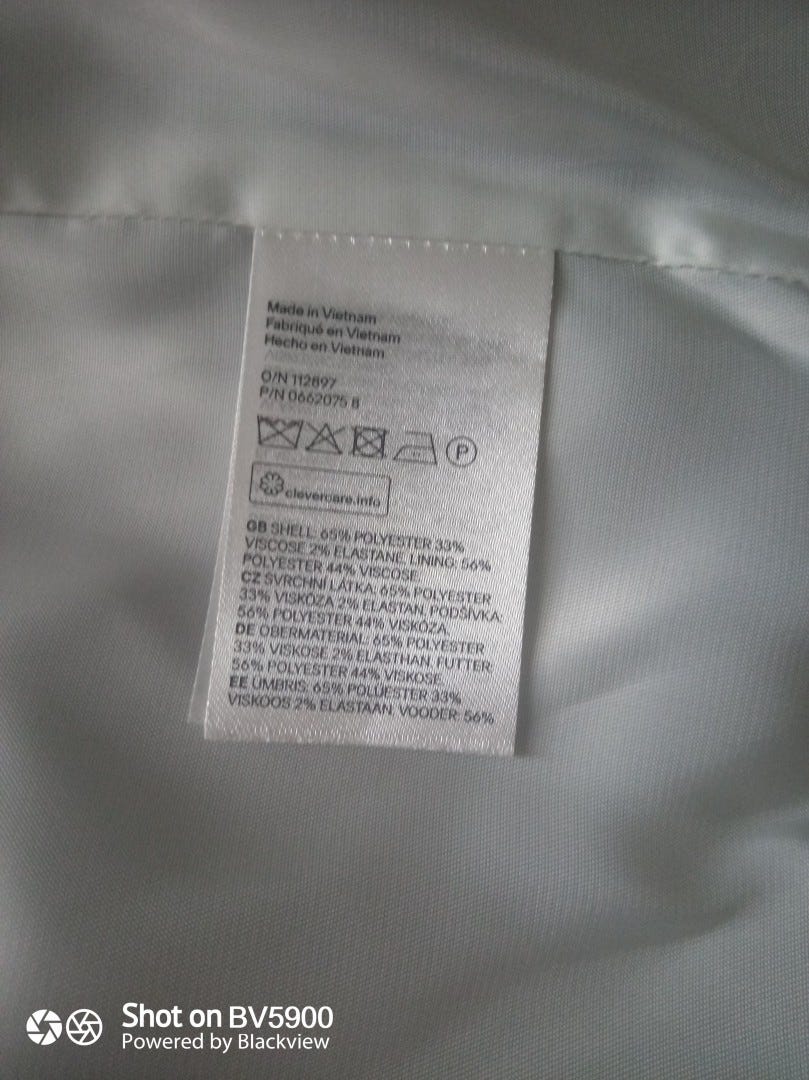 Made in Vietnam
Fabriqué en Vietnam
Hecho en Vietnam
O/N 112897
P/N 0662075 8
P
clevercare.info
GB SHELL: 65% POLYESTER 33%
VISCOSE 2% ELASTANE. LINING: 56%
POLYESTER 44% VISCOSE.
CZ SVRCHNÍ LÁTKA: 65% POLYESTER
33% VISKÓZA 2% ELASTAN. PODŠÍVKA:
56% POLYESTER 44% VISKÓZA.
DE OBERMATERIAL: 65% POLYESTER
33% VISKOSE 2% ELASTHAN. FUTTER:
56% POLYESTER 44% VISKOSE.
EE ÜMBRIS: 65% POLÜESTER 33%
VISKOOS 2% ELASTAAN. VOODER: 56%
Shot on BV5900
Powered by Blackview